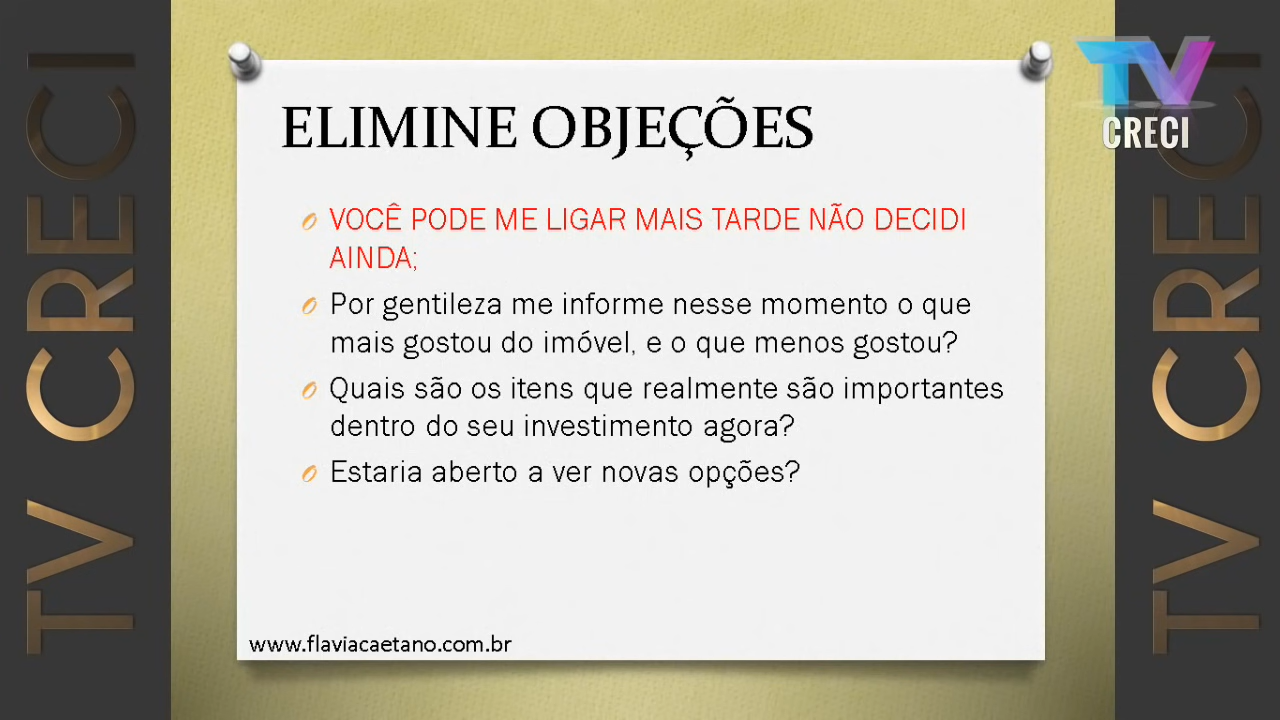 TV CRECI
TV
CRECI
TV CRECI
ELIMINE OBJEÇÕES
VOCÊ PODE ME LIGAR MAIS TARDE NÃO DECIDI
AINDA;
Por gentileza me informe nesse momento o que
mais gostou do imóvel, e o que menos gostou?
Quais são os itens que realmente são importantes
dentro do seu investimento agora?
Estaria aberto a ver novas opções?
www.flaviacaetano.com.br